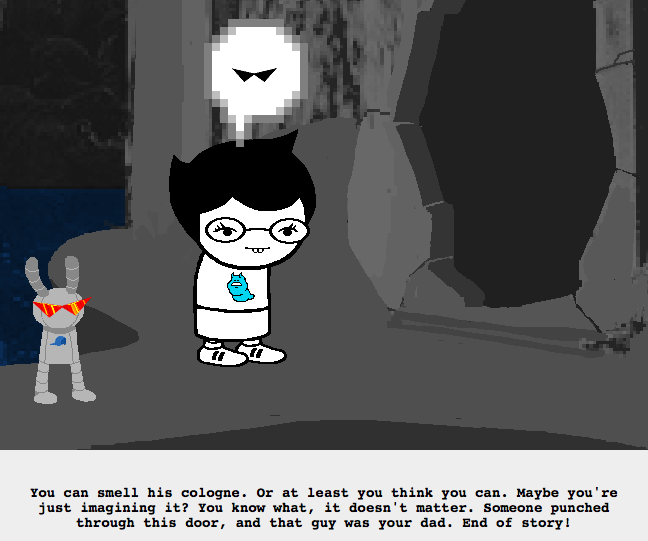 You can smell his cologne. Or at least you think you can. Maybe you're
just imagining it? You know what, it doesn't matter. Someone punched
through this door, and that guy was your dad. End of story!